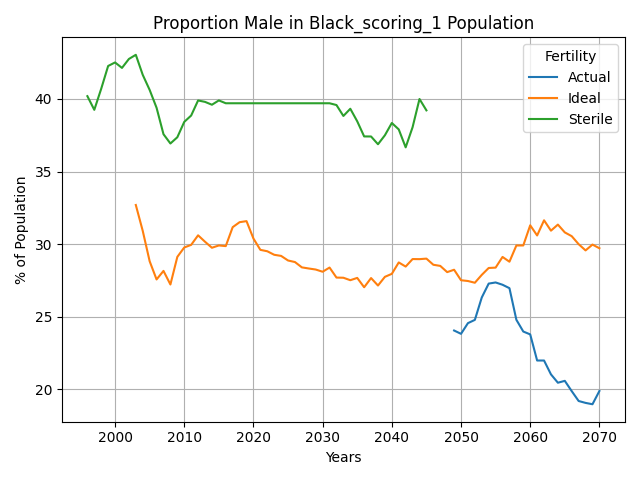 Proportion Male in Black_scoring_1 Population
Fertility
Actual
Ideal
Sterile
% of Population
40
35
30
25
20
2000 2010 2020 2030 2040 2050 2060 2070
Years